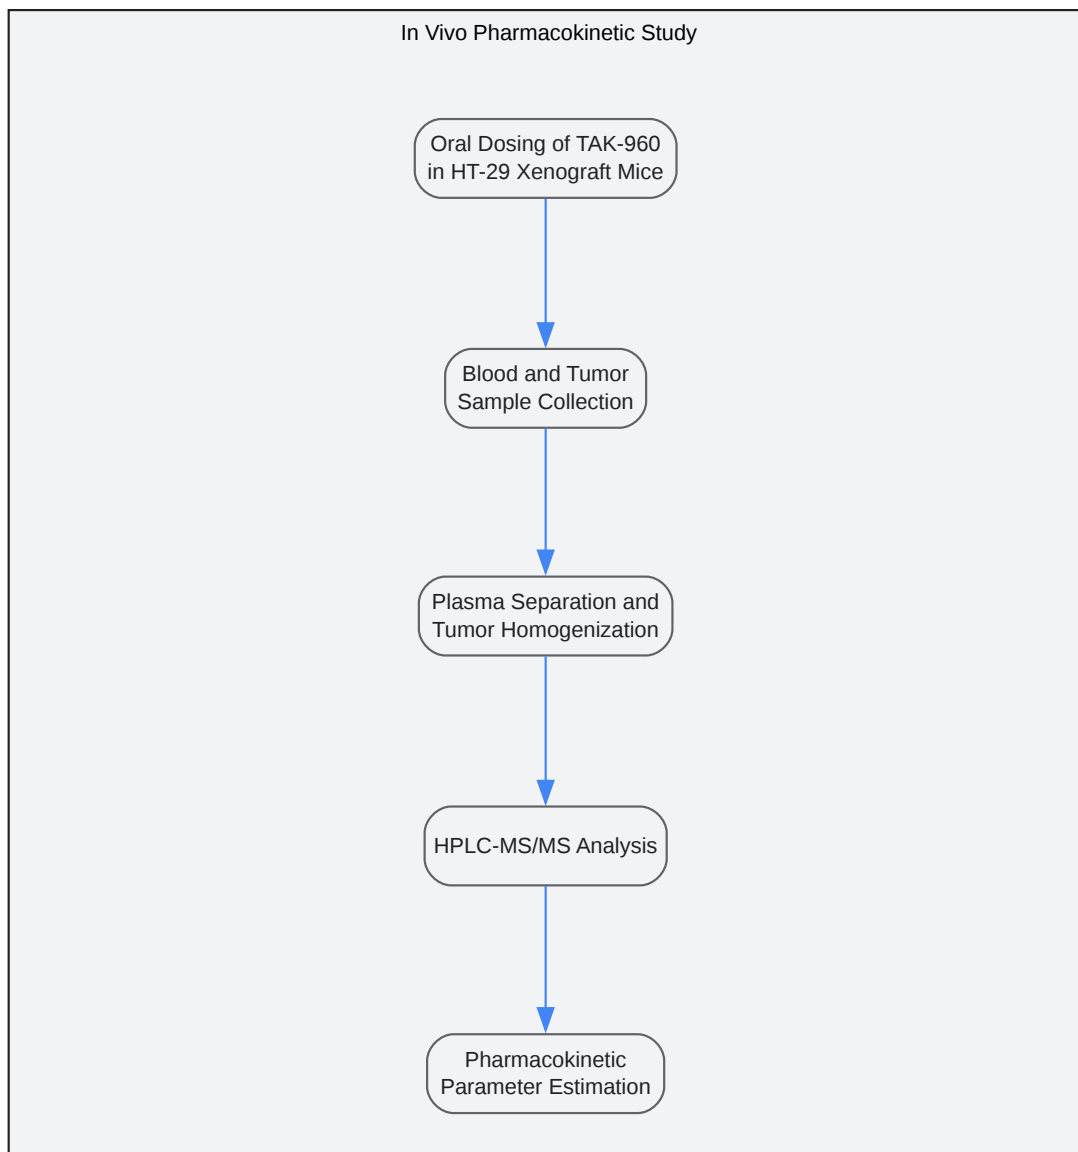 In Vivo Pharmacokinetic Study
Oral Dosing of TAK-960
in HT-29 Xenograft Mice
Blood and Tumor
Sample Collection
Plasma Separation and
Tumor Homogenization
HPLC-MS/MS Analysis
Pharmacokinetic
Parameter Estimation